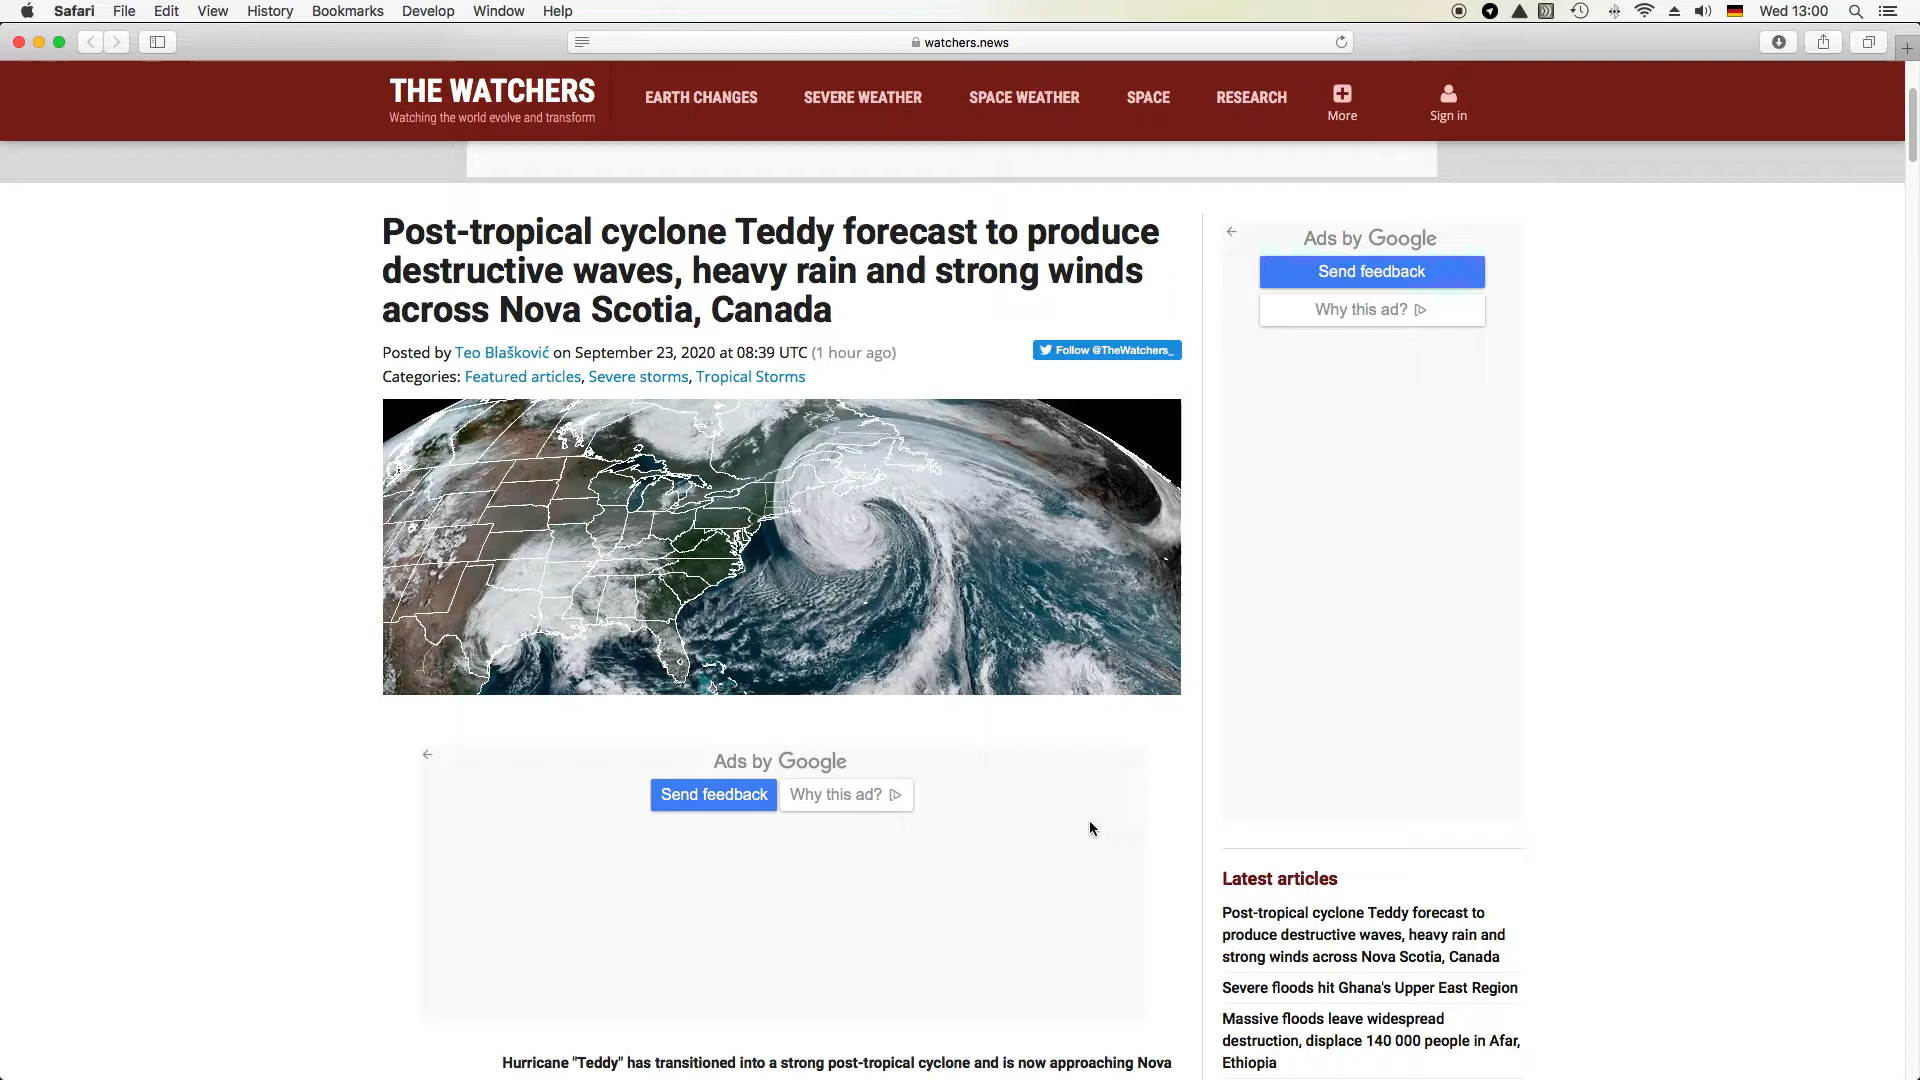 Safari File Edit View History Bookmarks Develop Window Help Wed 13:00
watchers.news
THE WATCHERS
Watching the world evolve and transform
EARTH CHANGES SEVERE WEATHER SPACE WEATHER SPACE RESEARCH More Sign in
Post-tropical cyclone Teddy forecast to produce
destructive waves, heavy rain and strong winds
across Nova Scotia, Canada
Posted by Teo Blašković on September 23, 2020 at 08:39 UTC (1 hour ago)
Follow @TheWatchers_
Categories: Featured articles, Severe storms, Tropical Storms
Ads by Google
Send feedback Why this ad?
Hurricane "Teddy" has transitioned into a strong post-tropical cyclone and is now approaching Nova
Ads by Google
Send feedback
Why this ad?
Latest articles
Post-tropical cyclone Teddy forecast to
produce destructive waves, heavy rain and
strong winds across Nova Scotia, Canada
Severe floods hit Ghana's Upper East Region
Massive floods leave widespread
destruction, displace 140 000 people in Afar,
Ethiopia